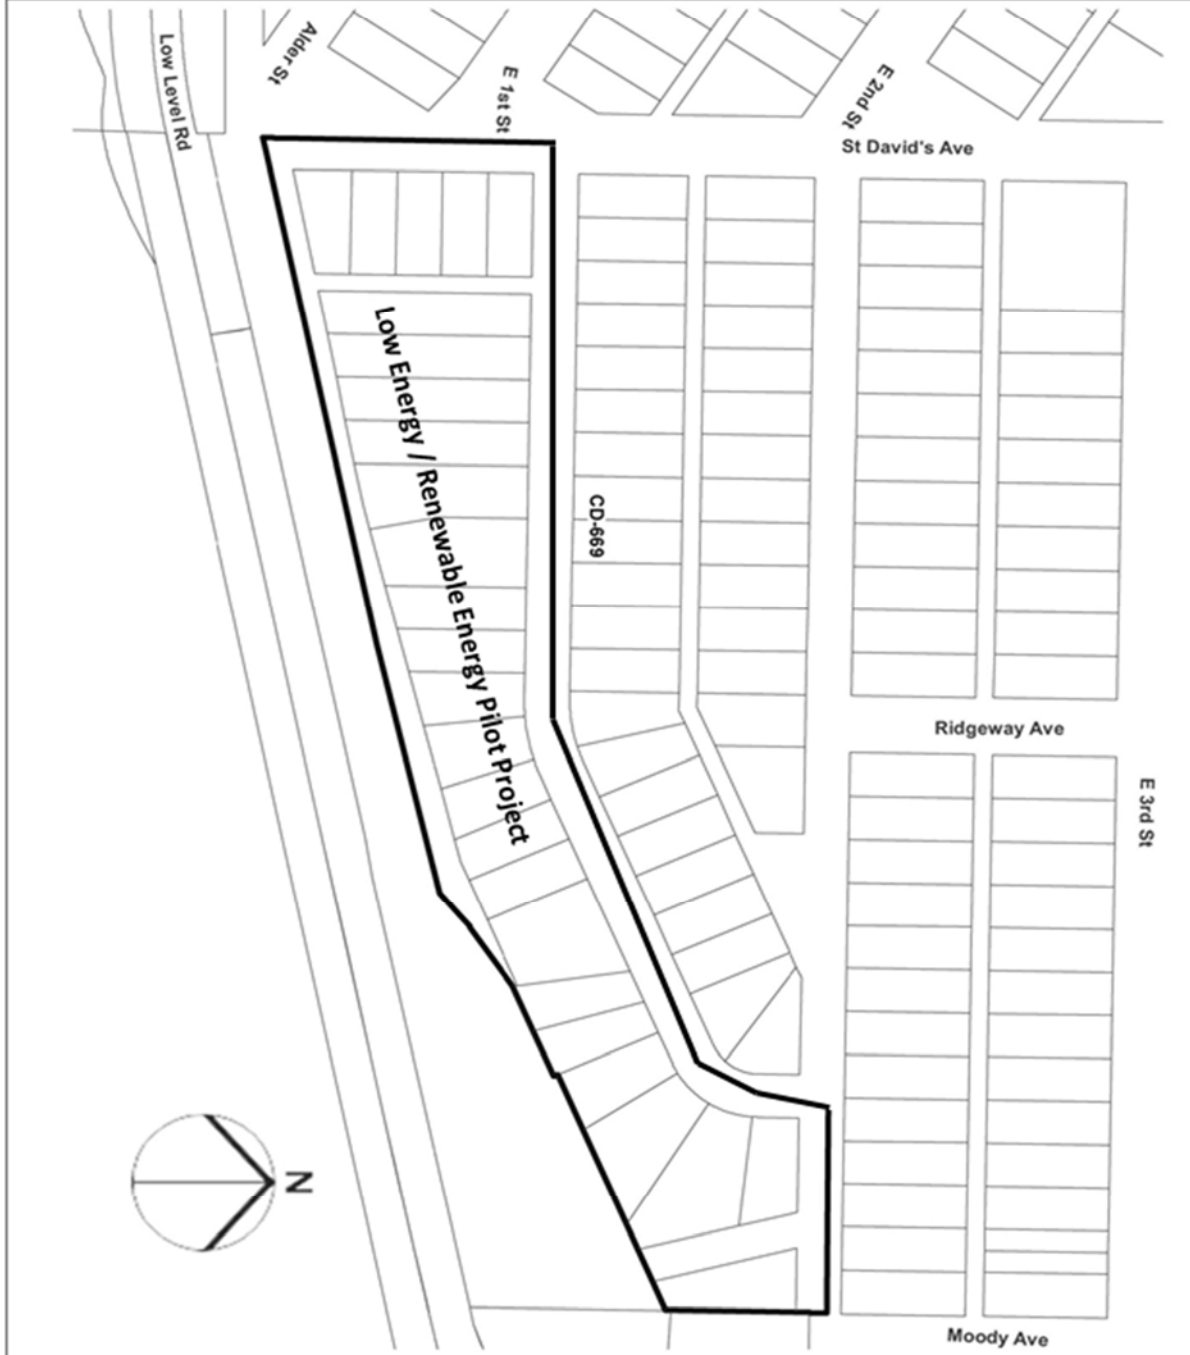 Low Level Rd
Alder St
E 1st St
E 2nd St
St David's Ave
Low Energy / Renewable Energy Pilot Project
CD-669
Ridgeway Ave
E 3rd St
N
Moody Ave